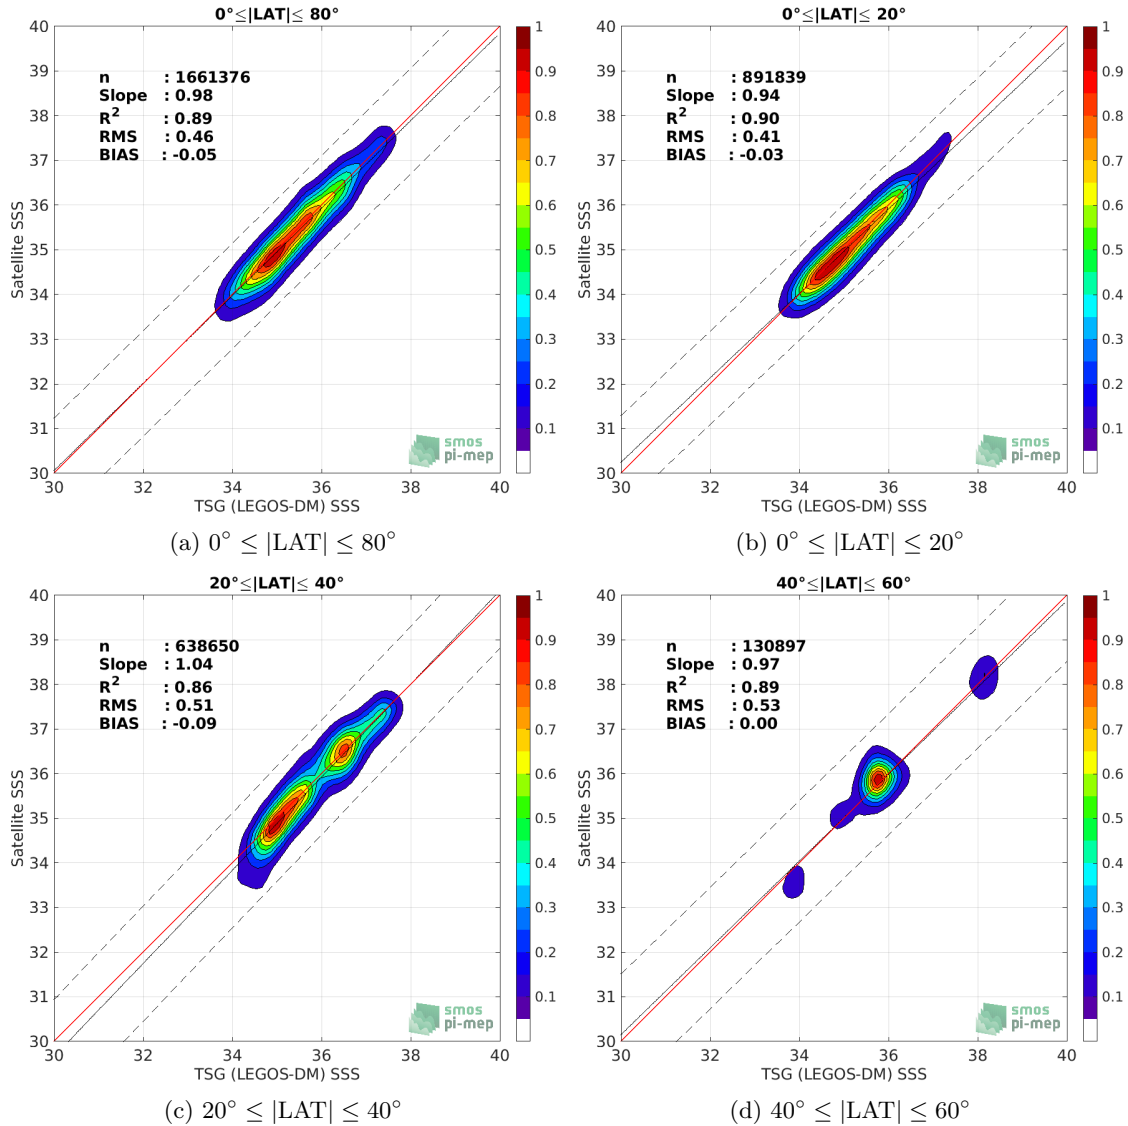 0°≤|LAT|≤ 80°
n : 1661376
Slope : 0.98
R² : 0.89
RMS : 0.46
BIAS : -0.05
Satellite SSS
40
39
38
37
36
35
34
33
32
31
30
30 32 34 36 38 40
TSG (LEGOS-DM) SSS
1
0.9
0.8
0.7
0.6
0.5
0.4
0.3
0.2
0.1
smos
pi-mep
(a) 0° ≤ |LAT| ≤ 80°
0°≤|LAT|≤ 20°
n : 891839
Slope : 0.94
R² : 0.90
RMS : 0.41
BIAS : -0.03
Satellite SSS
40
39
38
37
36
35
34
33
32
31
30
30 32 34 36 38 40
TSG (LEGOS-DM) SSS
1
0.9
0.8
0.7
0.6
0.5
0.4
0.3
0.2
0.1
smos
pi-mep
(b) 0° ≤ |LAT| ≤ 20°
20°≤|LAT|≤ 40°
n : 638650
Slope : 1.04
R² : 0.86
RMS : 0.51
BIAS : -0.09
Satellite SSS
40
39
38
37
36
35
34
33
32
31
30
30 32 34 36 38 40
TSG (LEGOS-DM) SSS
1
0.9
0.8
0.7
0.6
0.5
0.4
0.3
0.2
0.1
smos
pi-mep
(c) 20° ≤ |LAT| ≤ 40°
40°≤|LAT|≤ 60°
n : 130897
Slope : 0.97
R² : 0.89
RMS : 0.53
BIAS : 0.00
Satellite SSS
40
39
38
37
36
35
34
33
32
31
30
30 32 34 36 38 40
TSG (LEGOS-DM) SSS
1
0.9
0.8
0.7
0.6
0.5
0.4
0.3
0.2
0.1
smos
pi-mep
(d) 40° ≤ |LAT| ≤ 60°